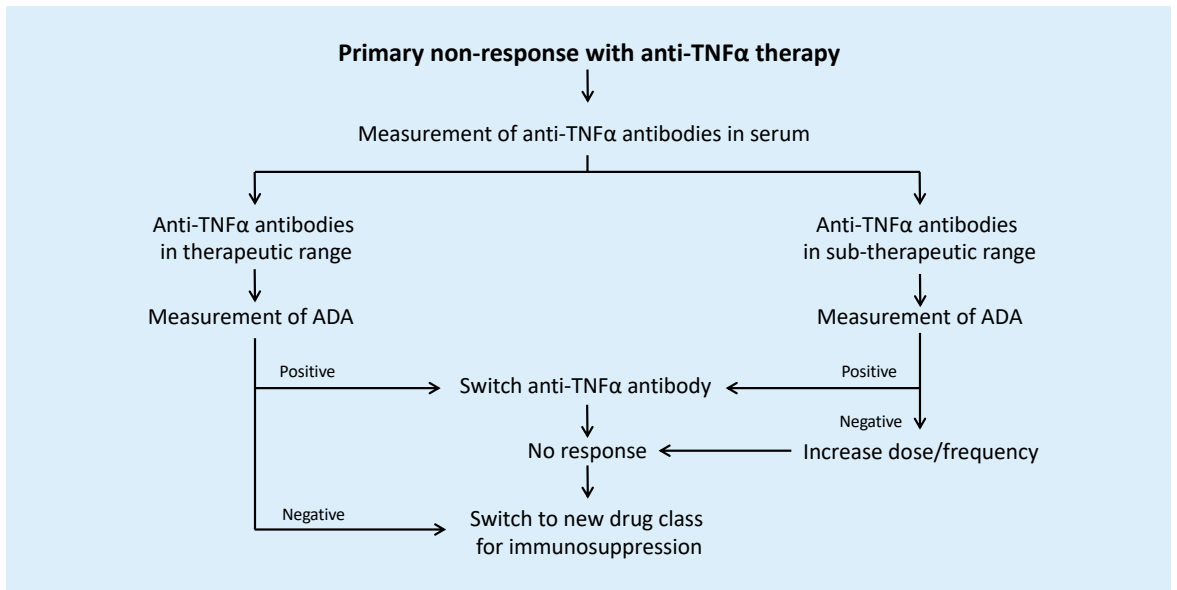 Primary non-response with anti-TNFα therapy
Measurement of anti-TNFα antibodies in serum
Anti-TNFα antibodies
in therapeutic range
Anti-TNFα antibodies
in sub-therapeutic range
Measurement of ADA
Measurement of ADA
Positive
Switch anti-TNFα antibody
Positive
Negative
No response
Increase dose/frequency
Negative
Switch to new drug class
for immunosuppression